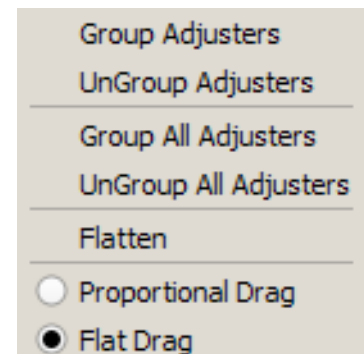 Group Adjusters
UnGroup Adjusters
Group All Adjusters
UnGroup All Adjusters
Flatten
Proportional Drag
Flat Drag